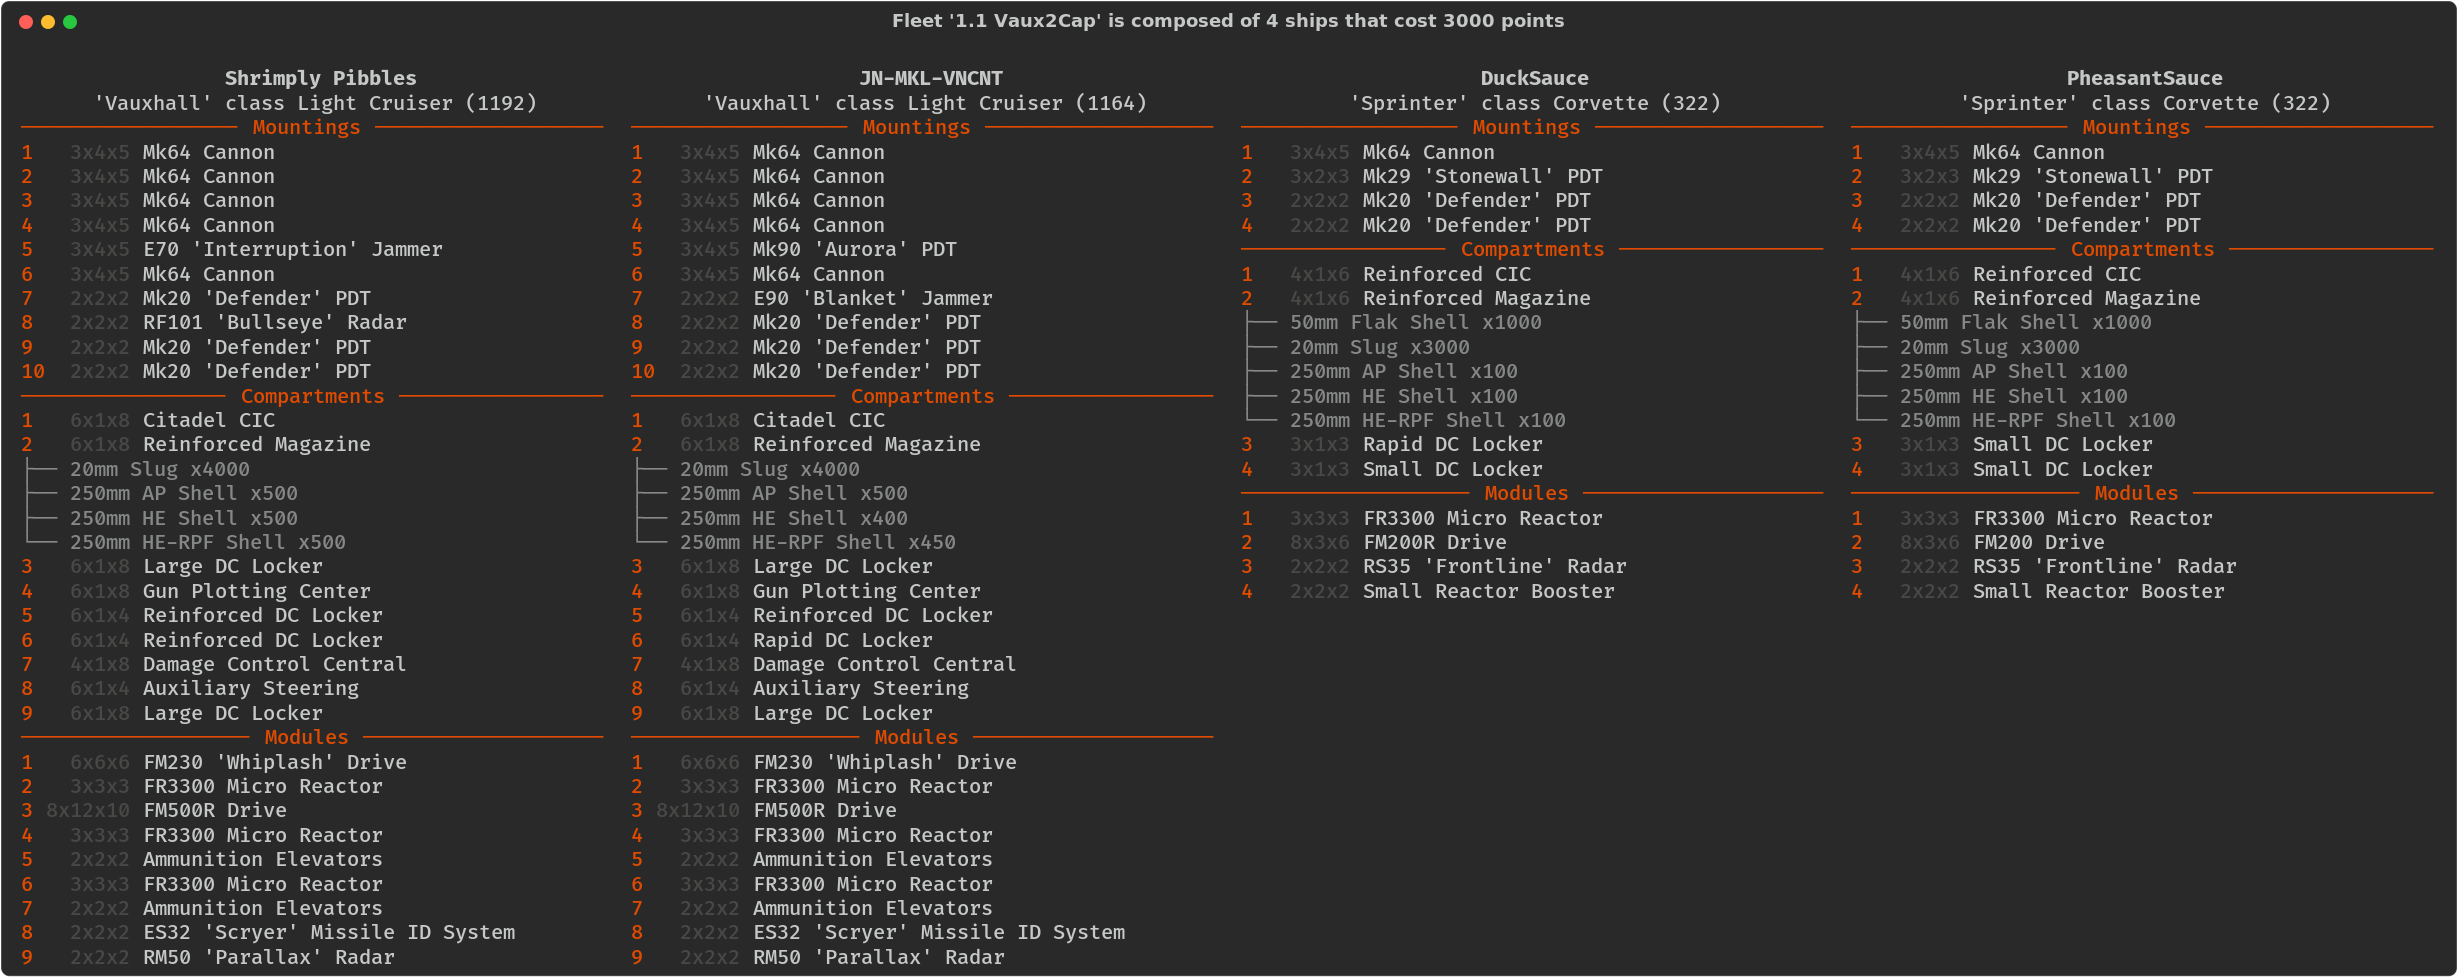 Fleet '1.1 Vaux2Cap' is composed of 4 ships that cost 3000 points
Shrimply Pibbles
'Vauxhall' class Light Cruiser (1192)
Mountings
1 3x4x5 Mk64 Cannon
2 3x4x5 Mk64 Cannon
3 3x4x5 Mk64 Cannon
4 3x4x5 Mk64 Cannon
5 3x4x5 E70 'Interruption' Jammer
6 3x4x5 Mk64 Cannon
7 2x2x2 Mk20 'Defender' PDT
8 2x2x2 RF101 'Bullseye' Radar
9 2x2x2 Mk20 'Defender' PDT
10 2x2x2 Mk20 'Defender' PDT
Compartments
1 6x1x8 Citadel CIC
2 6x1x8 Reinforced Magazine
20mm Slug x4000
250mm AP Shell x500
250mm HE Shell x500
250mm HE-RPF Shell x500
3 6x1x8 Large DC Locker
4 6x1x8 Gun Plotting Center
5 6x1x4 Reinforced DC Locker
6 6x1x4 Reinforced DC Locker
7 4x1x8 Damage Control Central
8 6x1x4 Auxiliary Steering
9 6x1x8 Large DC Locker
Modules
1 6x6x6 FM230 'Whiplash' Drive
2 3x3x3 FR3300 Micro Reactor
3 8x12x10 FM500R Drive
4 3x3x3 FR3300 Micro Reactor
5 2x2x2 Ammunition Elevators
6 3x3x3 FR3300 Micro Reactor
7 2x2x2 Ammunition Elevators
8 2x2x2 ES32 'Scryer' Missile ID System
9 2x2x2 RM50 'Parallax' Radar
JN-MKL-VNCNT
'Vauxhall' class Light Cruiser (1164)
Mountings
1 3x4x5 Mk64 Cannon
2 3x4x5 Mk64 Cannon
3 3x4x5 Mk64 Cannon
4 3x4x5 Mk64 Cannon
5 3x4x5 Mk90 'Aurora' PDT
6 3x4x5 Mk64 Cannon
7 2x2x2 E90 'Blanket' Jammer
8 2x2x2 Mk20 'Defender' PDT
9 2x2x2 Mk20 'Defender' PDT
10 2x2x2 Mk20 'Defender' PDT
Compartments
1 6x1x8 Citadel CIC
2 6x1x8 Reinforced Magazine
20mm Slug x4000
250mm AP Shell x500
250mm HE Shell x400
250mm HE-RPF Shell x450
3 6x1x8 Large DC Locker
4 6x1x8 Gun Plotting Center
5 6x1x4 Reinforced DC Locker
6 6x1x4 Rapid DC Locker
7 4x1x8 Damage Control Central
8 6x1x4 Auxiliary Steering
9 6x1x8 Large DC Locker
Modules
1 6x6x6 FM230 'Whiplash' Drive
2 3x3x3 FR3300 Micro Reactor
3 8x12x10 FM500R Drive
4 3x3x3 FR3300 Micro Reactor
5 2x2x2 Ammunition Elevators
6 3x3x3 FR3300 Micro Reactor
7 2x2x2 Ammunition Elevators
8 2x2x2 ES32 'Scryer' Missile ID System
9 2x2x2 RM50 'Parallax' Radar
DuckSauce
'Sprinter' class Corvette (322)
Mountings
1 3x4x5 Mk64 Cannon
2 3x2x3 Mk29 'Stonewall' PDT
3 2x2x2 Mk20 'Defender' PDT
4 2x2x2 Mk20 'Defender' PDT
Compartments
1 4x1x6 Reinforced CIC
2 4x1x6 Reinforced Magazine
50mm Flak Shell x1000
20mm Slug x3000
250mm AP Shell x100
250mm HE Shell x100
250mm HE-RPF Shell x100
3 3x1x3 Rapid DC Locker
4 3x1x3 Small DC Locker
Modules
1 3x3x3 FR3300 Micro Reactor
2 8x3x6 FM200R Drive
3 2x2x2 RS35 'Frontline' Radar
4 2x2x2 Small Reactor Booster
PheasantSauce
'Sprinter' class Corvette (322)
Mountings
1 3x4x5 Mk64 Cannon
2 3x2x3 Mk29 'Stonewall' PDT
3 2x2x2 Mk20 'Defender' PDT
4 2x2x2 Mk20 'Defender' PDT
Compartments
1 4x1x6 Reinforced CIC
2 4x1x6 Reinforced Magazine
50mm Flak Shell x1000
20mm Slug x3000
250mm AP Shell x100
250mm HE Shell x100
250mm HE-RPF Shell x100
3 3x1x3 Small DC Locker
4 3x1x3 Small DC Locker
Modules
1 3x3x3 FR3300 Micro Reactor
2 8x3x6 FM200 Drive
3 2x2x2 RS35 'Frontline' Radar
4 2x2x2 Small Reactor Booster